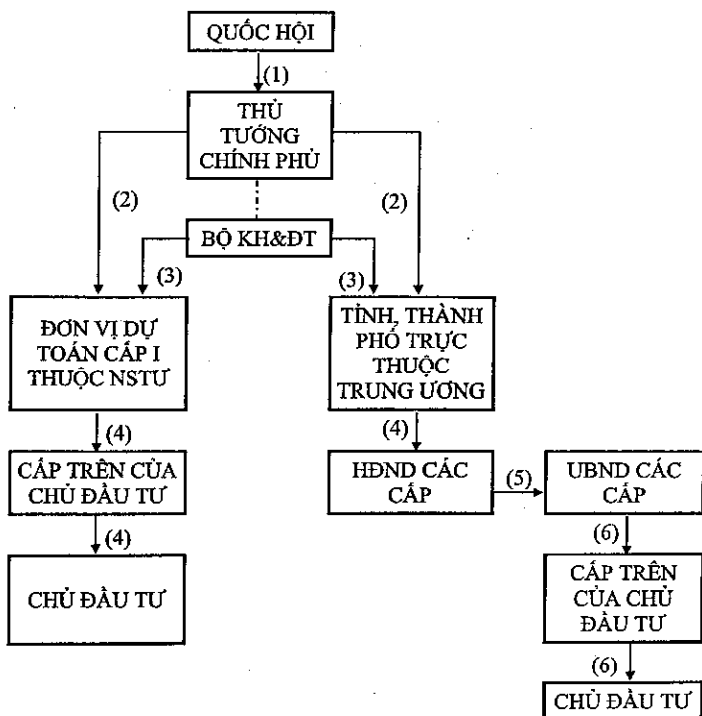 QUỐC HỘI
(1)
THỦ
TƯỚNG
CHÍNH PHỦ
(2)
(2)
BỘ KH&ĐT
(3)
(3)
ĐƠN VỊ DỰ
TOÁN CẤP I
THUỘC NSTƯ
TỈNH, THÀNH
PHỐ TRỰC
THUỘC
TRUNG ƯƠNG
(4)
(4)
CẤP TRÊN CỦA
CHỦ ĐẦU TƯ
HĐND CÁC
CẤP
(5)
UBND CÁC
CẤP
(4)
(6)
CHỦ ĐẦU TƯ
CẤP TRÊN
CỦA CHỦ
ĐẦU TƯ
(6)
CHỦ ĐẦU TƯ